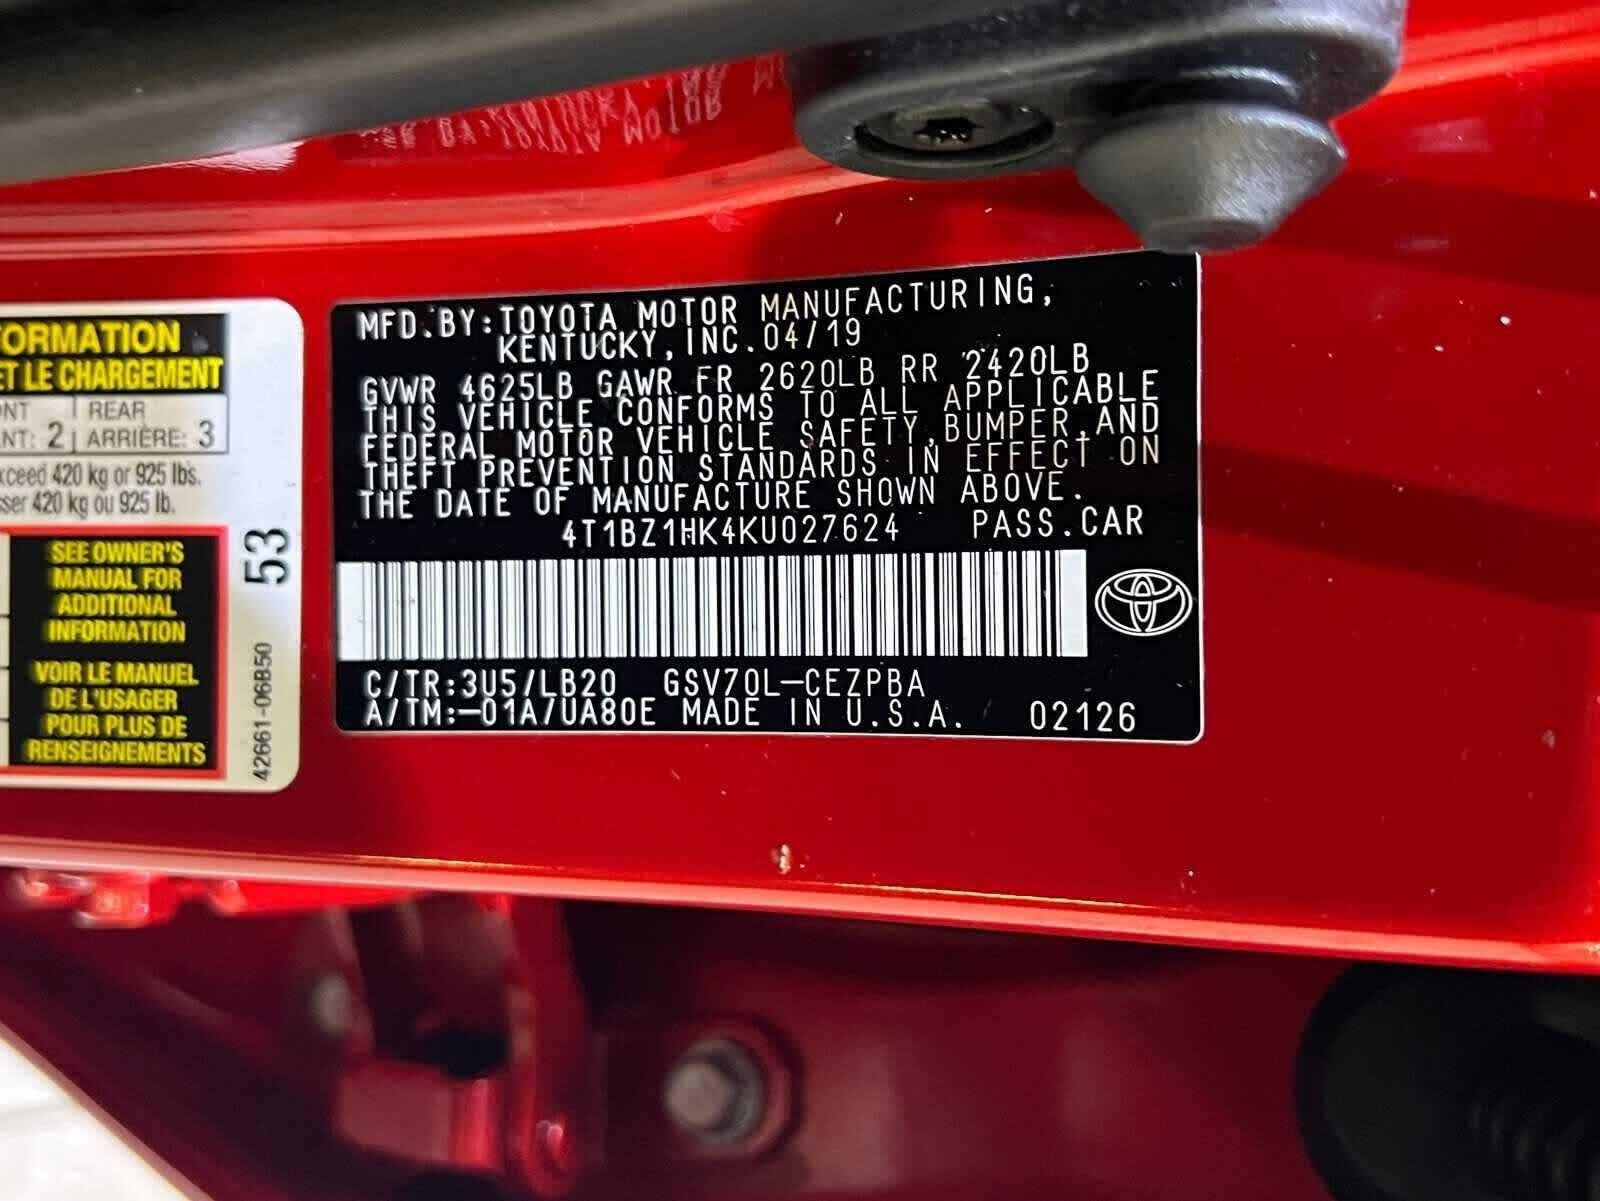 FORMATION
ET LE CHARGEMENT
REAR
2 ARRIÈRE: 3
exceed 420 kg or 925 lbs.
420 kg ou 925 lb.
SEE OWNER'S
MANUAL FOR
ADDITIONAL
INFORMATION
VOIR LE MANUEL
DE L'USAGER
POUR PLUS DE
RENSEIGNEMENTS
53
42661-06B50
MFD.BY:TOYOTA MOTOR MANUFACTURING,
KENTUCKY,INC.04/19
GVWR 4625LB GAWR FR 2620LB RR 2420LB
THIS VEHICLE CONFORMS TO ALL APPLICABLE
FEDERAL MOTOR VEHICLE SAFETY,BUMPER,AND
THEFT PREVENTION STANDARDS IN EFFECT ON
THE DATE OF MANUFACTURE SHOWN ABOVE.
4T1BZ1HK4KU027624 PASS.CAR
C/TR:3U5/LB20 GSV70L-CEZPBA
A/TM:-01A/UA80E MADE IN U.S.A. 02126